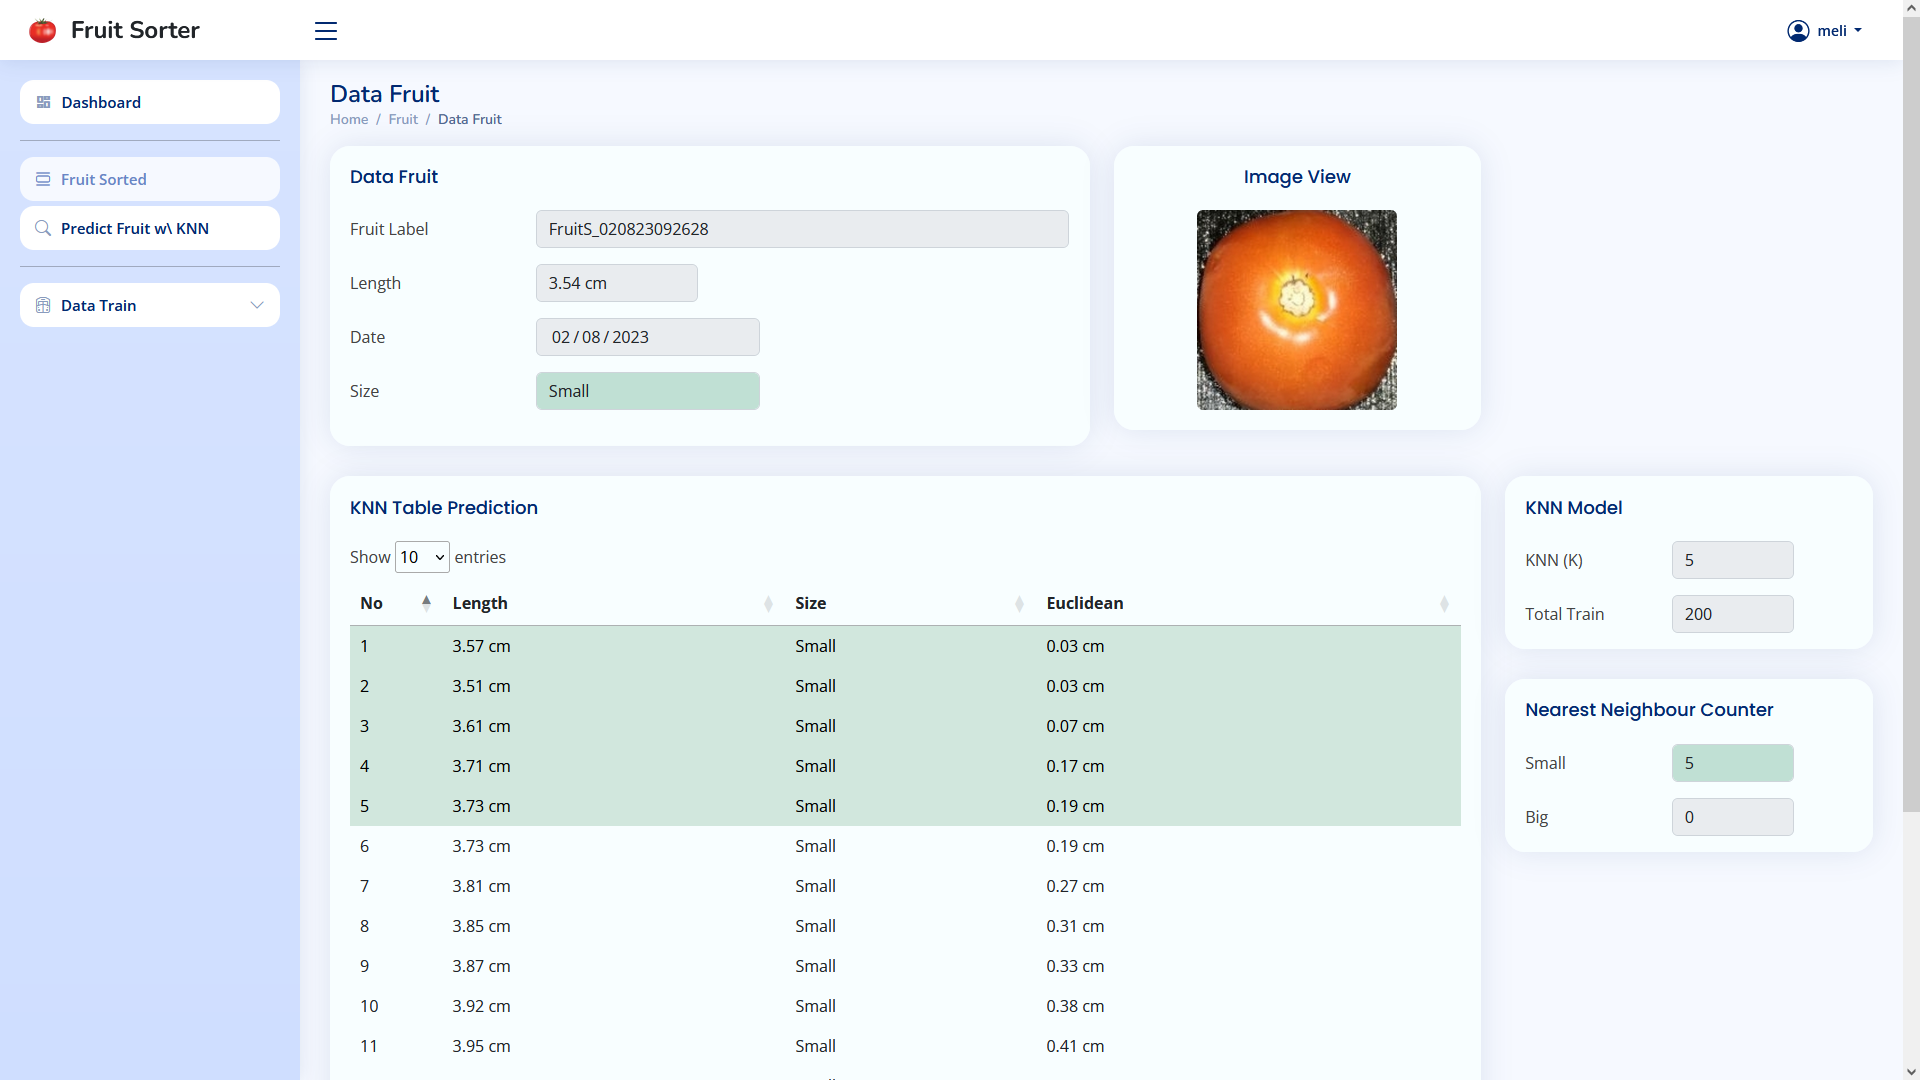 Fruit Sorter
meli
Dashboard
Fruit Sorted
Predict Fruit w\ KNN
Data Train
Data Fruit
Home / Fruit / Data Fruit
Data Fruit
Fruit Label FruitS_020823092628
Length 3.54 cm
Date 02/08/2023
Size Small
Image View
KNN Table Prediction
Show 10 entries
No Length Size Euclidean
1 3.57 cm Small 0.03 cm
2 3.51 cm Small 0.03 cm
3 3.61 cm Small 0.07 cm
4 3.71 cm Small 0.17 cm
5 3.73 cm Small 0.19 cm
6 3.73 cm Small 0.19 cm
7 3.81 cm Small 0.27 cm
8 3.85 cm Small 0.31 cm
9 3.87 cm Small 0.33 cm
10 3.92 cm Small 0.38 cm
11 3.95 cm Small 0.41 cm
KNN Model
KNN (K) 5
Total Train 200
Nearest Neighbour Counter
Small 5
Big 0